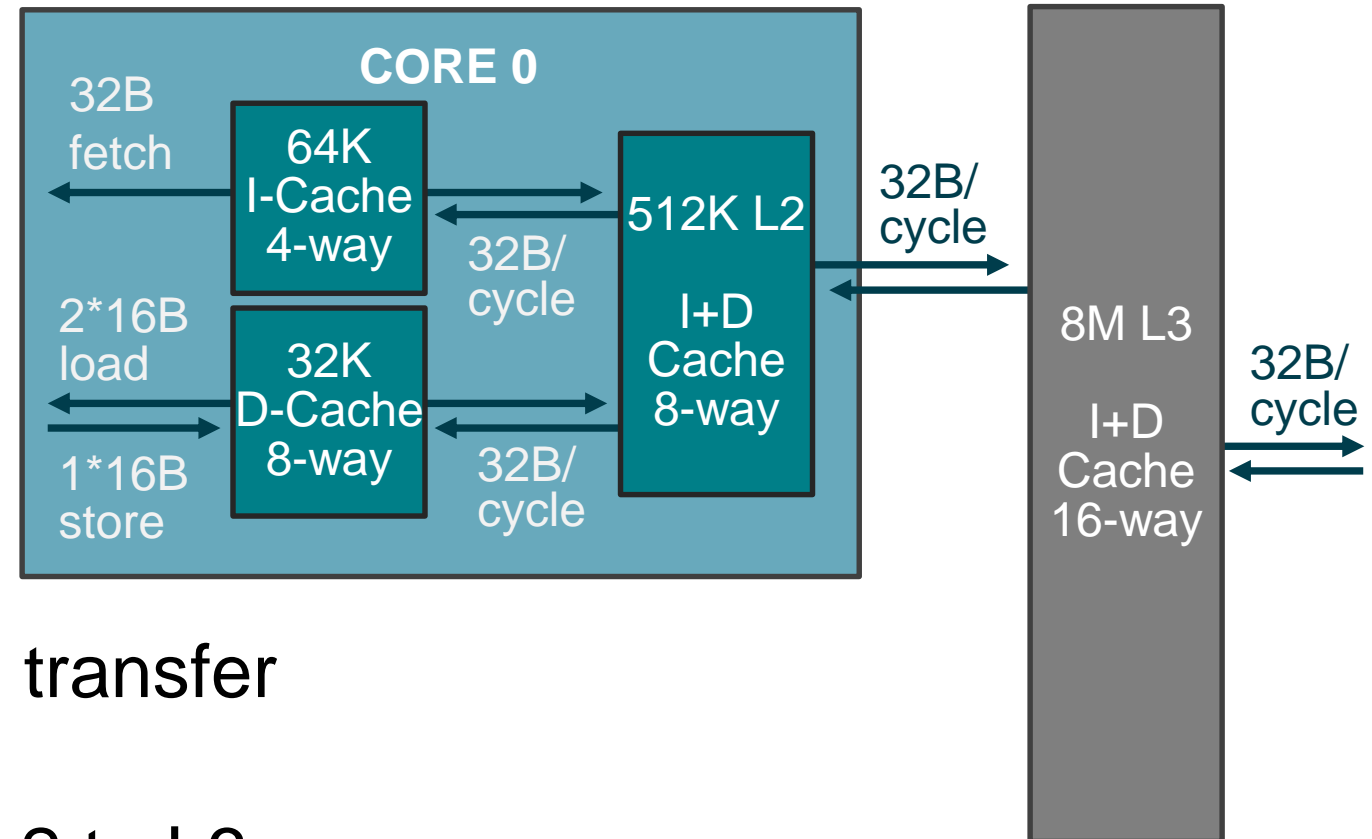 CORE 0
32B
fetch
64K
I-Cache
4-way
32B/
cycle
2*16B
load
1*16B
store
32K
D-Cache
8-way
32B/
cycle
512K L2
I+D
Cache
8-way
32B/
cycle
8M L3
I+D
Cache
16-way
32B/
cycle
transfer